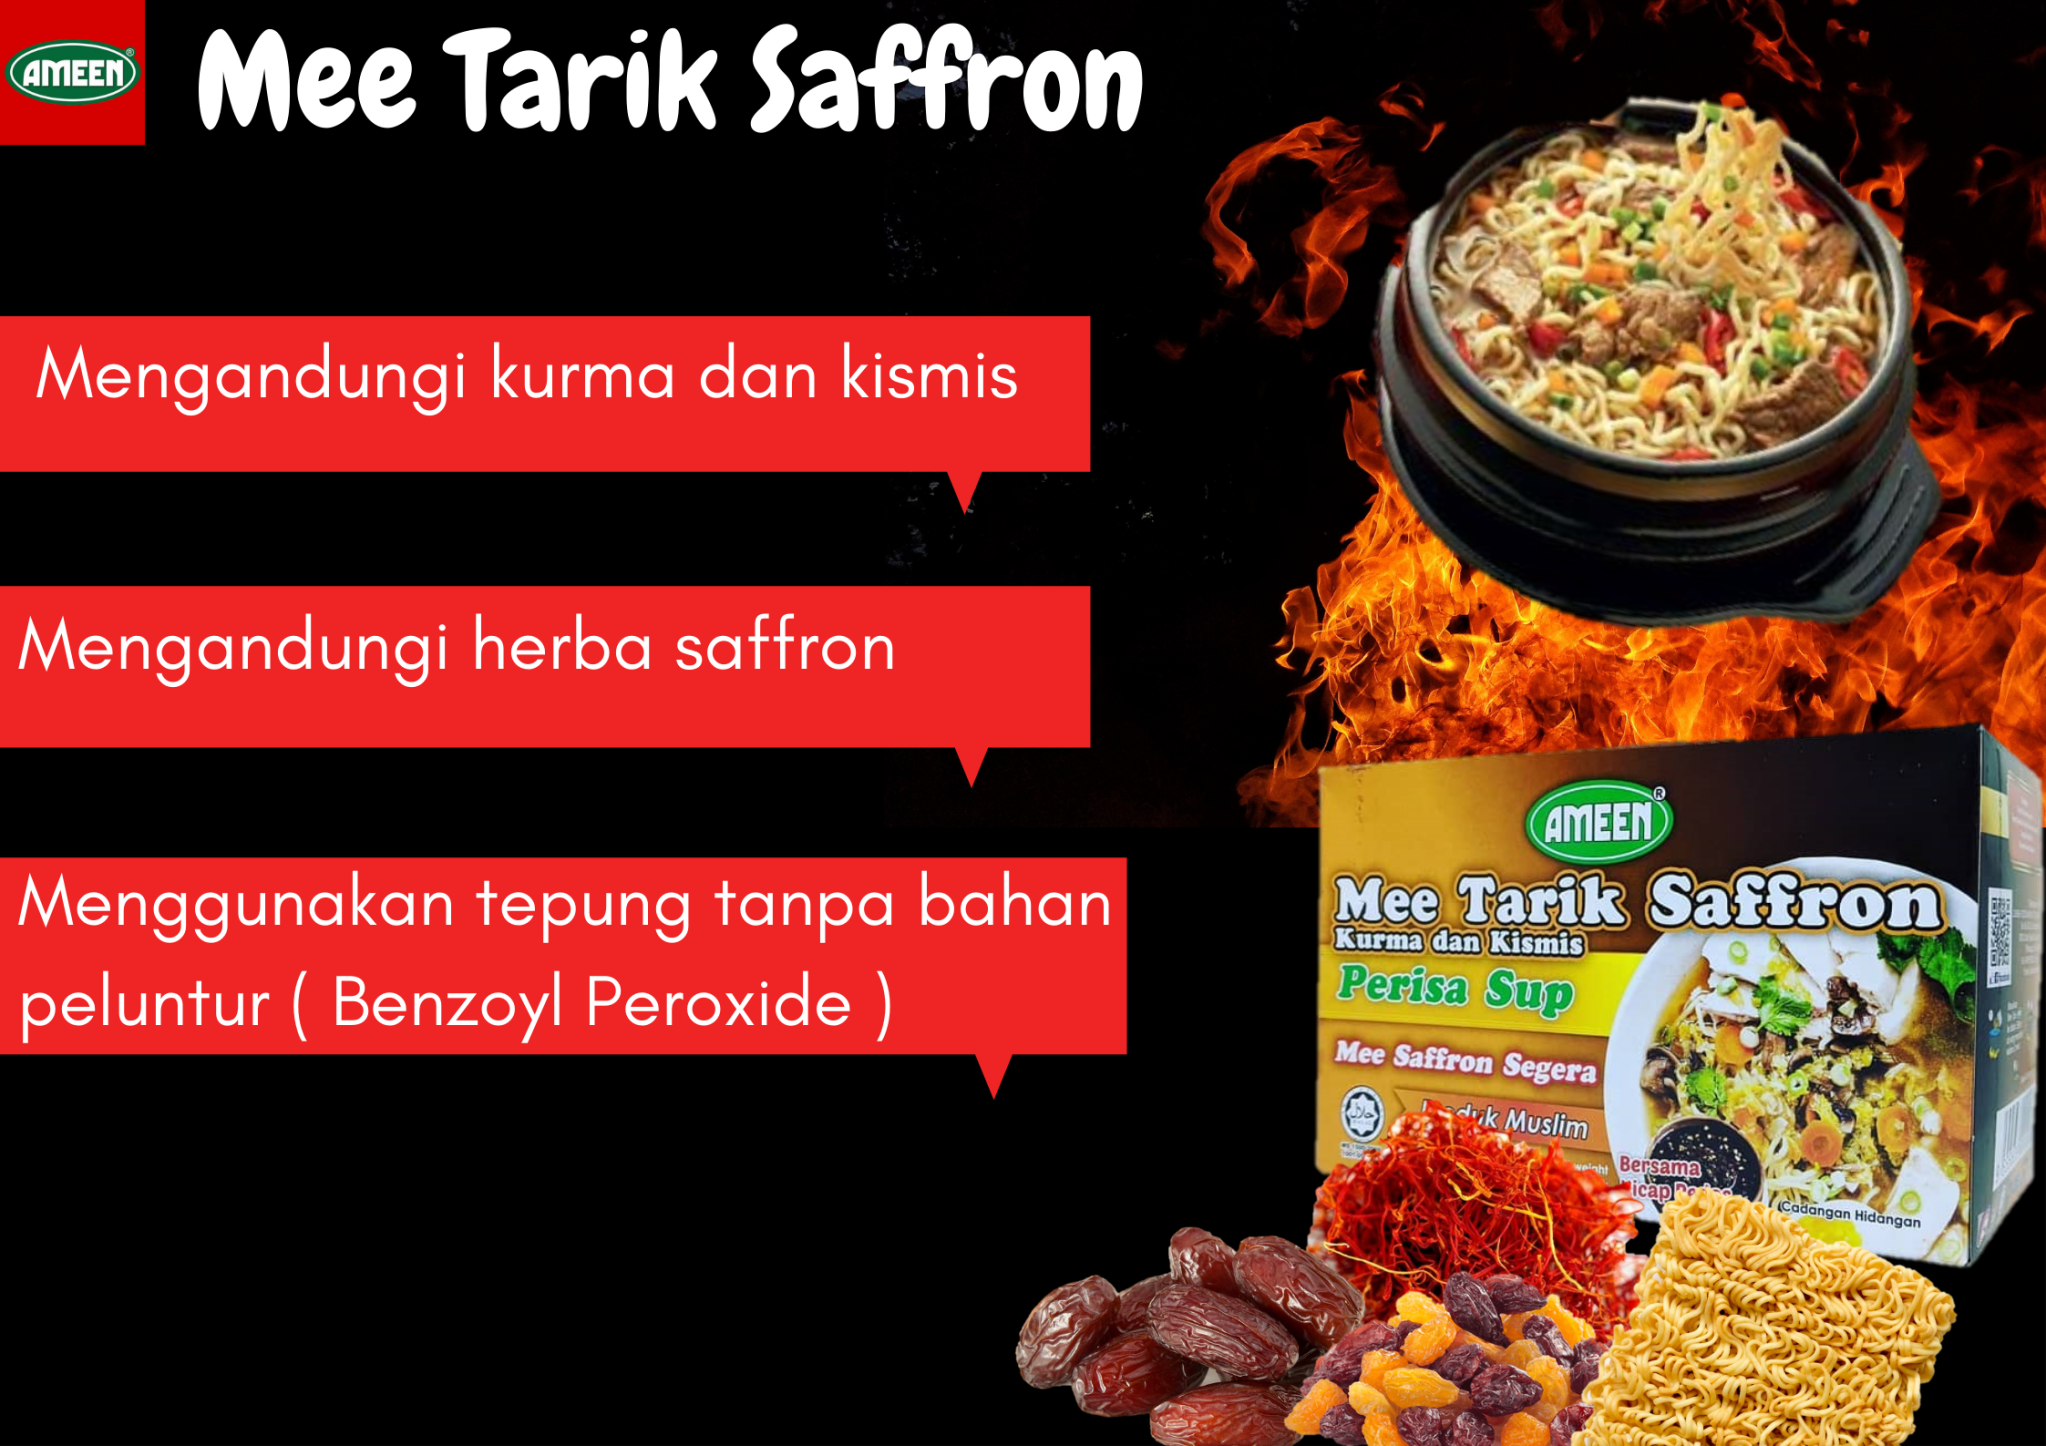 AMEEN®
Mee Tarik Saffron
Mengandungi kurma dan kismis
Mengandungi herba saffron
Menggunakan tepung tanpa bahan
peluntur ( Benzoyl Peroxide )
AMEEN®
Mee Tarik Saffron
Kurma dan Kismis
Perisa Sup
Mee Saffron Segera
Muslim
Bersama
Cadangan Hidangan